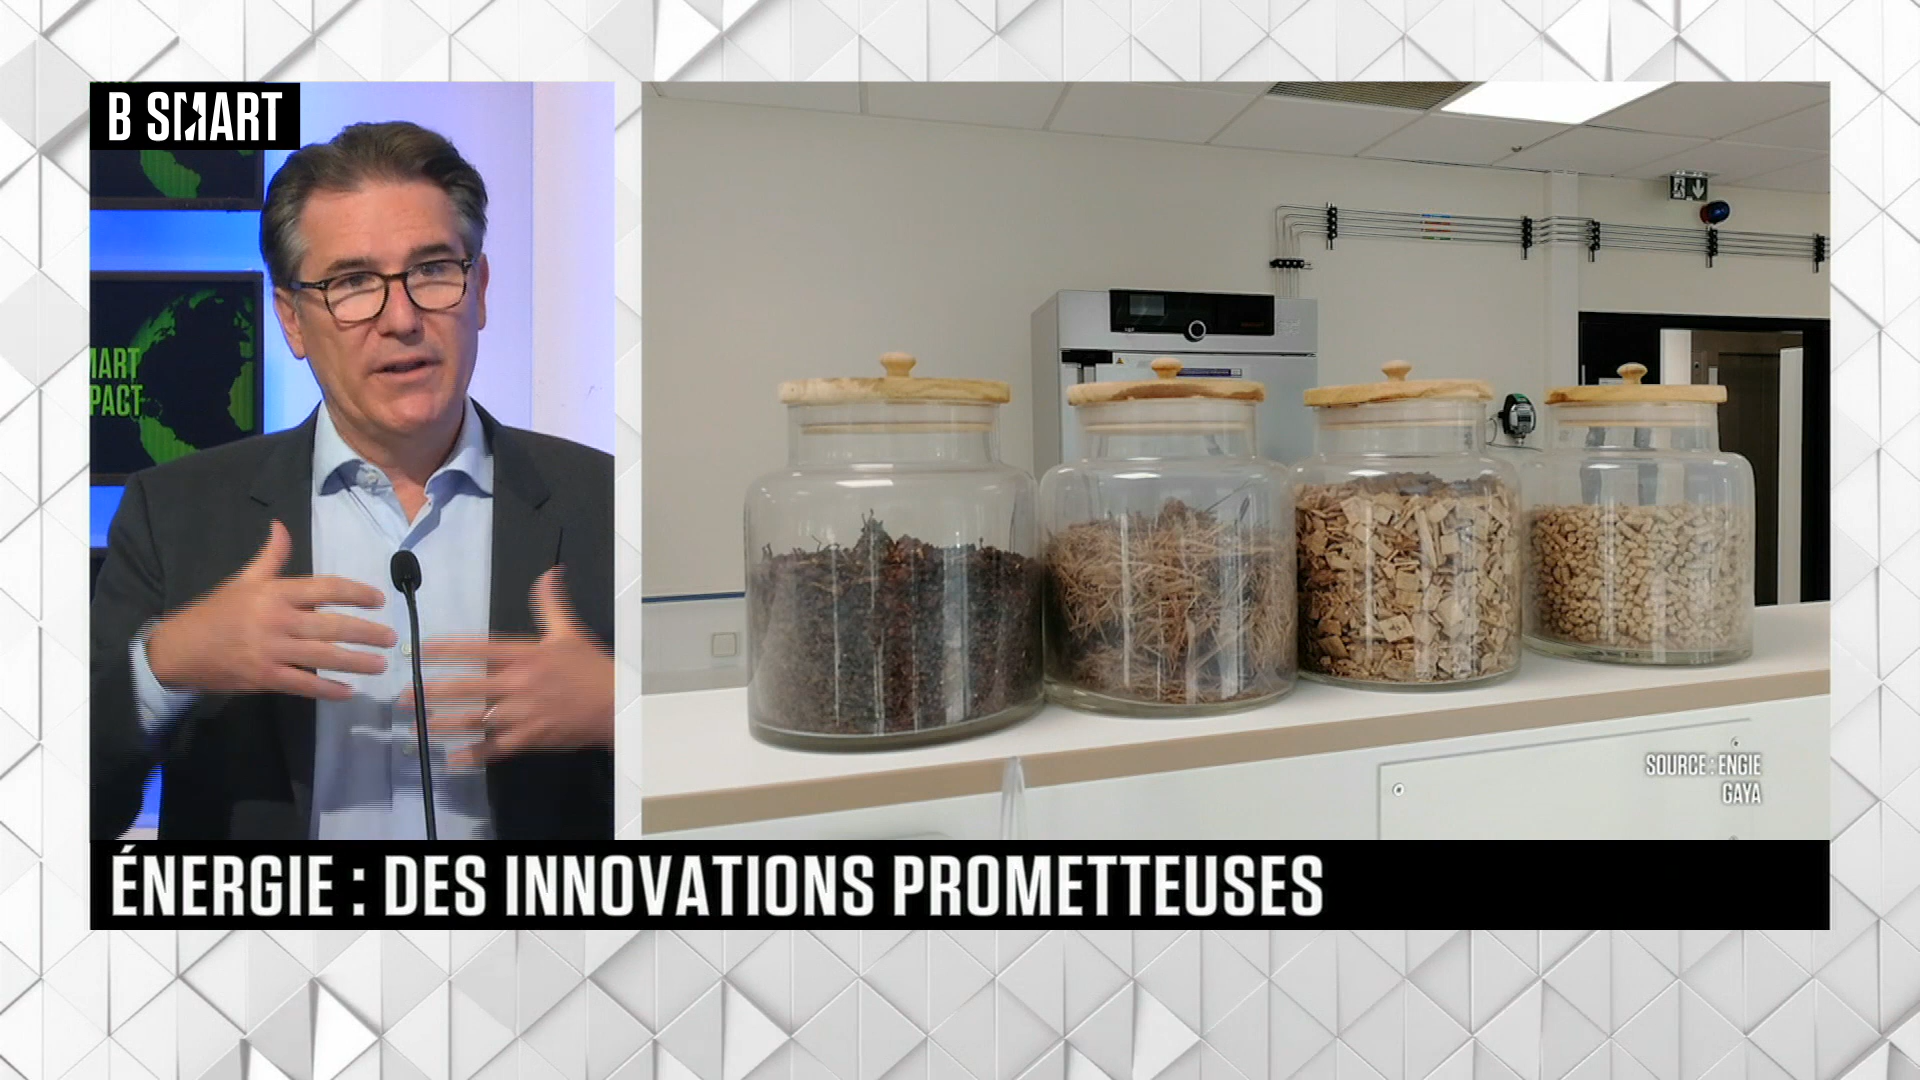 B SMART
MART
PACT
SOURCE : ENGIE
GAYA
ÉNERGIE : DES INNOVATIONS PROMETTEUSES